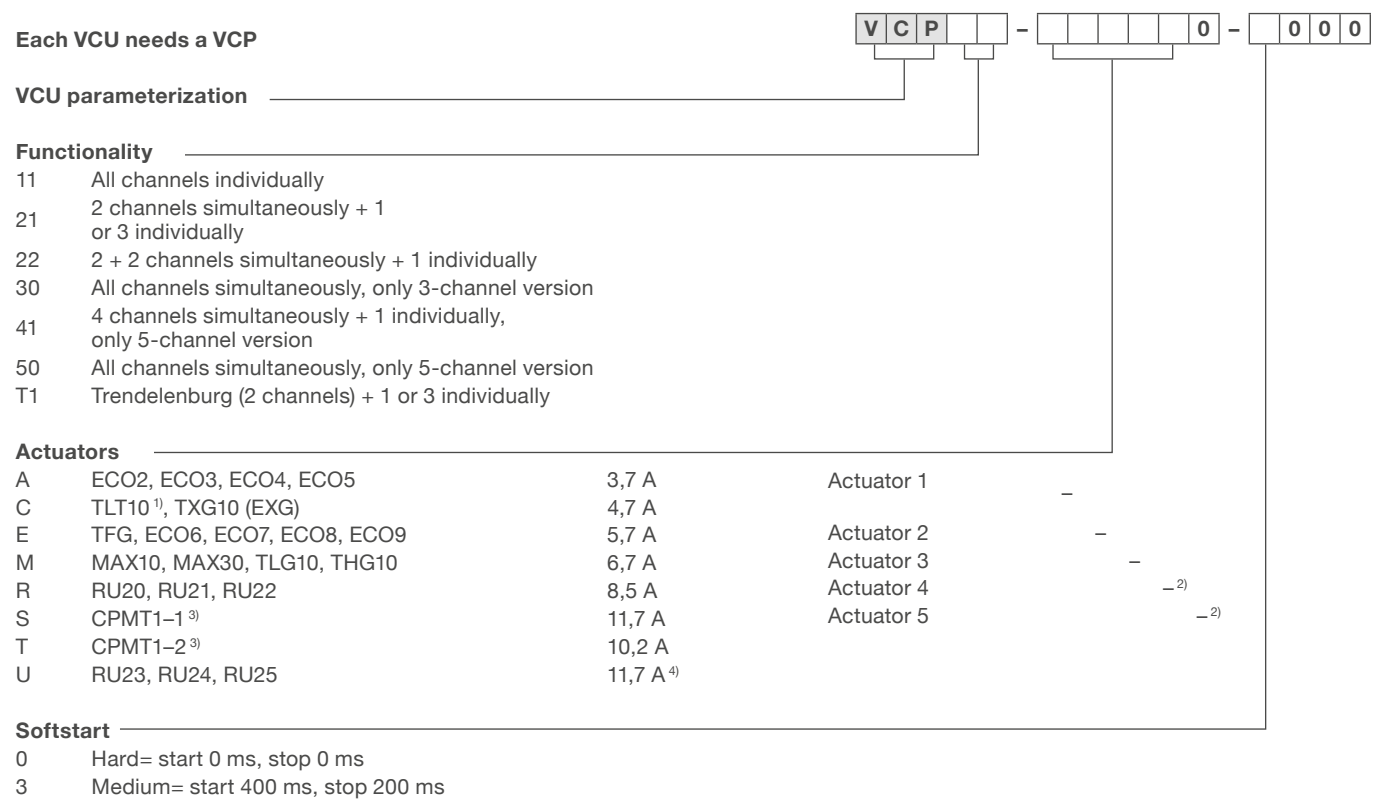 Each VCU needs a VCP
V C P – 0 – 0 0 0
VCU parameterization
Functionality
11 All channels individually
21 2 channels simultaneously + 1
or 3 individually
22 2 + 2 channels simultaneously + 1 individually
30 All channels simultaneously, only 3-channel version
41 4 channels simultaneously + 1 individually,
only 5-channel version
50 All channels simultaneously, only 5-channel version
T1 Trendelenburg (2 channels) + 1 or 3 individually
Actuators
A ECO2, ECO3, ECO4, ECO5 3,7 A Actuator 1 –
C TLT10 1), TXG10 (EXG) 4,7 A
E TFG, ECO6, ECO7, ECO8, ECO9 5,7 A Actuator 2 –
M MAX10, MAX30, TLG10, THG10 6,7 A Actuator 3 –
R RU20, RU21, RU22 8,5 A Actuator 4 – 2)
S CPMT1–1 3) 11,7 A Actuator 5 – 2)
T CPMT1–2 3) 10,2 A
U RU23, RU24, RU25 11,7 A 4)
Softstart
0 Hard= start 0 ms, stop 0 ms
3 Medium= start 400 ms, stop 200 ms